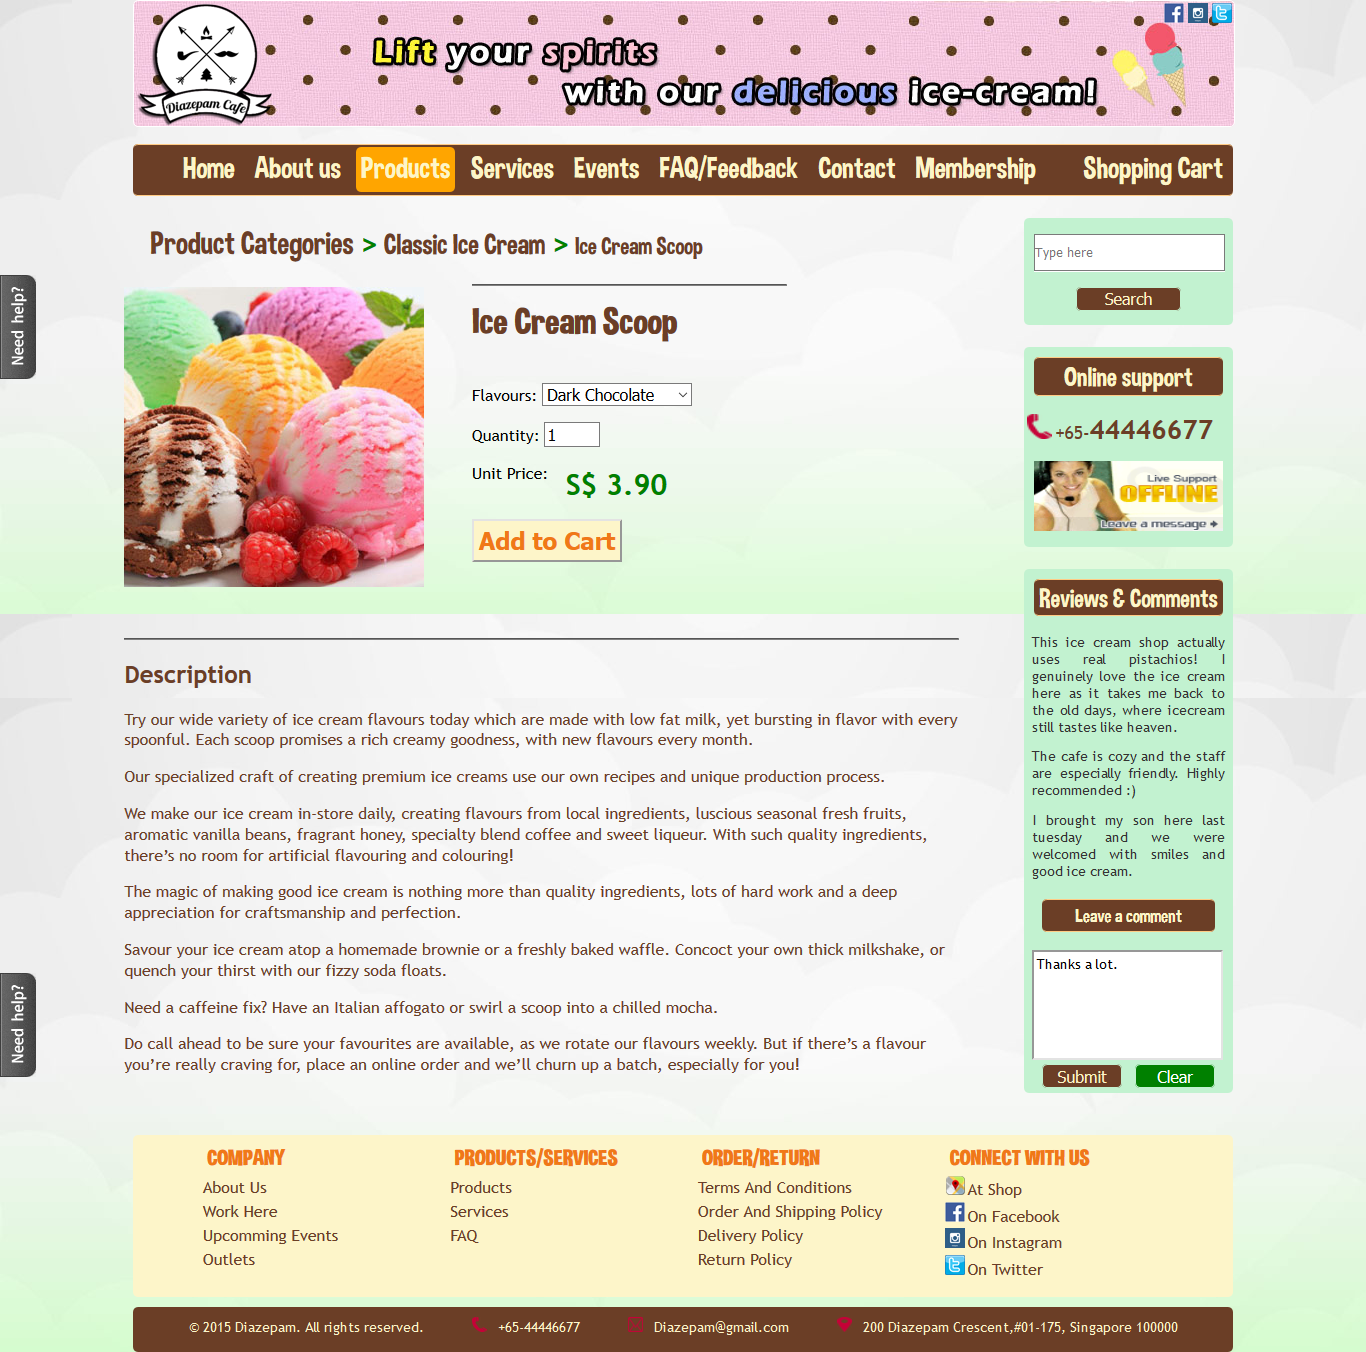 Diazepam Cafe
Lift your spirits
with our delicious ice-cream!
Home About us Products Services Events FAQ/Feedback Contact Membership Shopping Cart
Product Categories > Classic Ice Cream > Ice Cream Scoop
Need help?
Ice Cream Scoop
Flavours: Dark Chocolate
Quantity: 1
Unit Price: S$ 3.90
Add to Cart
Type here
Search
Online support
+65-44446677
Live Support
OFFLINE
Leave a message
Reviews & Comments
This ice cream shop actually
uses real pistachios! I
genuinely love the ice cream
here as it takes me back to
the old days, where icecream
still tastes like heaven.
The cafe is cozy and the staff
are especially friendly. Highly
recommended :)
I brought my son here last
tuesday and we were
welcomed with smiles and
good ice cream.
Leave a comment
Thanks a lot.
Submit Clear
Description
Try our wide variety of ice cream flavours today which are made with low fat milk, yet bursting in flavor with every
spoonful. Each scoop promises a rich creamy goodness, with new flavours every month.
Our specialized craft of creating premium ice creams use our own recipes and unique production process.
We make our ice cream in-store daily, creating flavours from local ingredients, luscious seasonal fresh fruits,
aromatic vanilla beans, fragrant honey, specialty blend coffee and sweet liqueur. With such quality ingredients,
there’s no room for artificial flavouring and colouring!
The magic of making good ice cream is nothing more than quality ingredients, lots of hard work and a deep
appreciation for craftsmanship and perfection.
Savour your ice cream atop a homemade brownie or a freshly baked waffle. Concoct your own thick milkshake, or
quench your thirst with our fizzy soda floats.
Need a caffeine fix? Have an Italian affogato or swirl a scoop into a chilled mocha.
Do call ahead to be sure your favourites are available, as we rotate our flavours weekly. But if there’s a flavour
you’re really craving for, place an online order and we’ll churn up a batch, especially for you!
Need help?
COMPANY
About Us
Work Here
Upcomming Events
Outlets
PRODUCTS/SERVICES
Products
Services
FAQ
ORDER/RETURN
Terms And Conditions
Order And Shipping Policy
Delivery Policy
Return Policy
CONNECT WITH US
At Shop
On Facebook
On Instagram
On Twitter
© 2015 Diazepam. All rights reserved. +65-44446677 Diazepam@gmail.com 200 Diazepam Crescent,#01-175, Singapore 100000